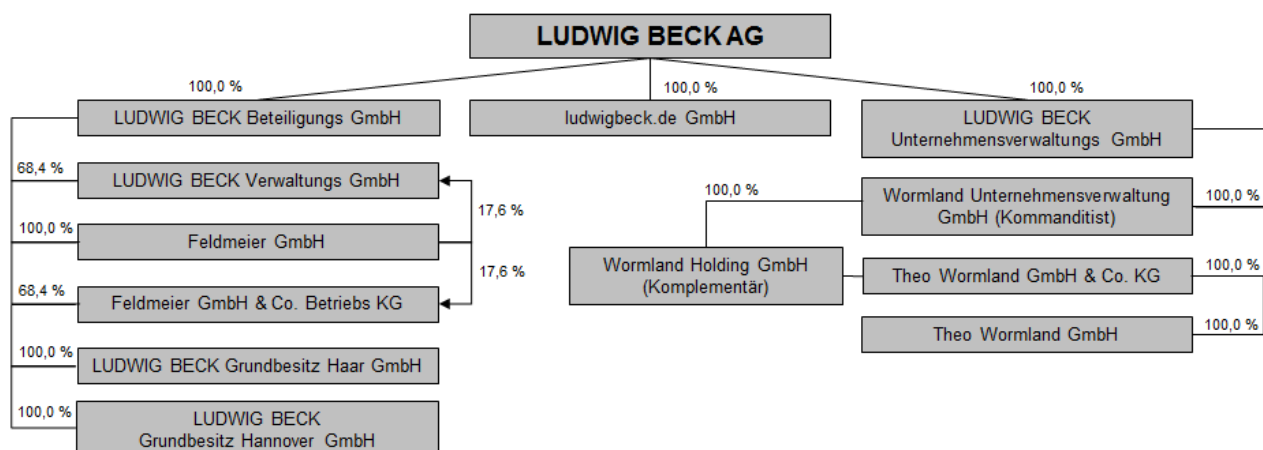 LUDWIG BECK AG
100,0 %
100,0 %
100,0 %
LUDWIG BECK Beteiligungs GmbH
ludwigbeck.de GmbH
LUDWIG BECK
Unternehmensverwaltungs GmbH
68,4 %
LUDWIG BECK Verwaltungs GmbH
17,6 %
100,0 %
Wormland Unternehmensverwaltung
GmbH (Kommanditist)
100,0 %
100,0 %
Feldmeier GmbH
17,6 %
Wormland Holding GmbH
(Komplementär)
Theo Wormland GmbH & Co. KG
100,0 %
68,4 %
Feldmeier GmbH & Co. Betriebs KG
Theo Wormland GmbH
100,0 %
100,0 %
LUDWIG BECK Grundbesitz Haar GmbH
100,0 %
LUDWIG BECK
Grundbesitz Hannover GmbH